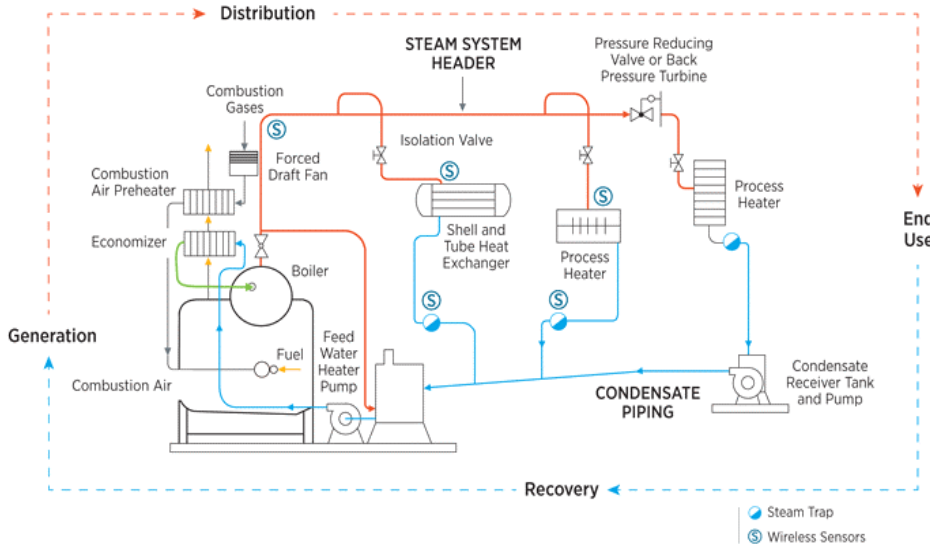 Distribution
STEAM SYSTEM
HEADER
Pressure Reducing
Valve or Back
Pressure Turbine
Combustion
Gases
S
Isolation Valve
Forced
Draft Fan
Combustion
Air Preheater
S
S
Process
Heater
End
Use
Economizer
Shell and
Tube Heat
Exchanger
Process
Heater
Boiler
S
S
Generation
Feed
Water
Heater
Pump
Fuel
Combustion Air
CONDENSATE
PIPING
Condensate
Receiver Tank
and Pump
Recovery
Steam Trap
S Wireless Sensors